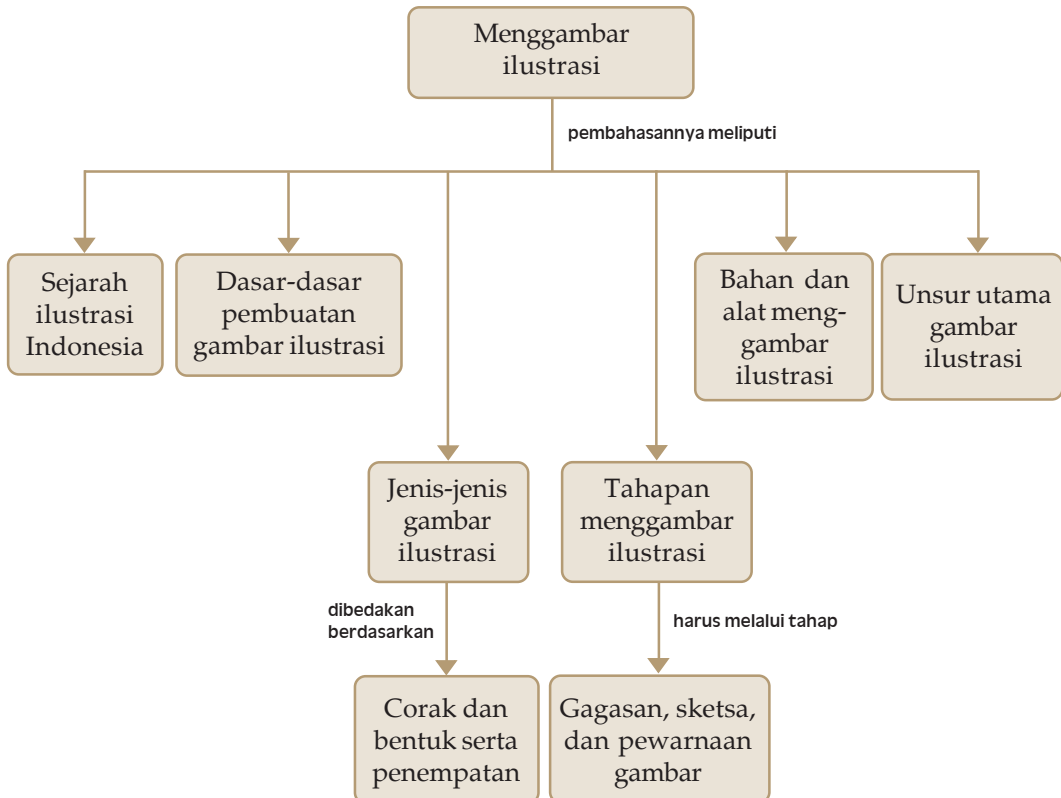 Menggambar
ilustrasi
pembahasannya meliputi
Sejarah
ilustrasi
Indonesia
Dasar-dasar
pembuatan
gambar ilustrasi
Bahan dan
alat meng-
gambar
ilustrasi
Unsur utama
gambar
ilustrasi
Jenis-jenis
gambar
ilustrasi
Tahapan
menggambar
ilustrasi
dibedakan
berdasarkan
harus melalui tahap
Corak dan
bentuk serta
penempatan
Gagasan, sketsa,
dan pewarnaan
gambar